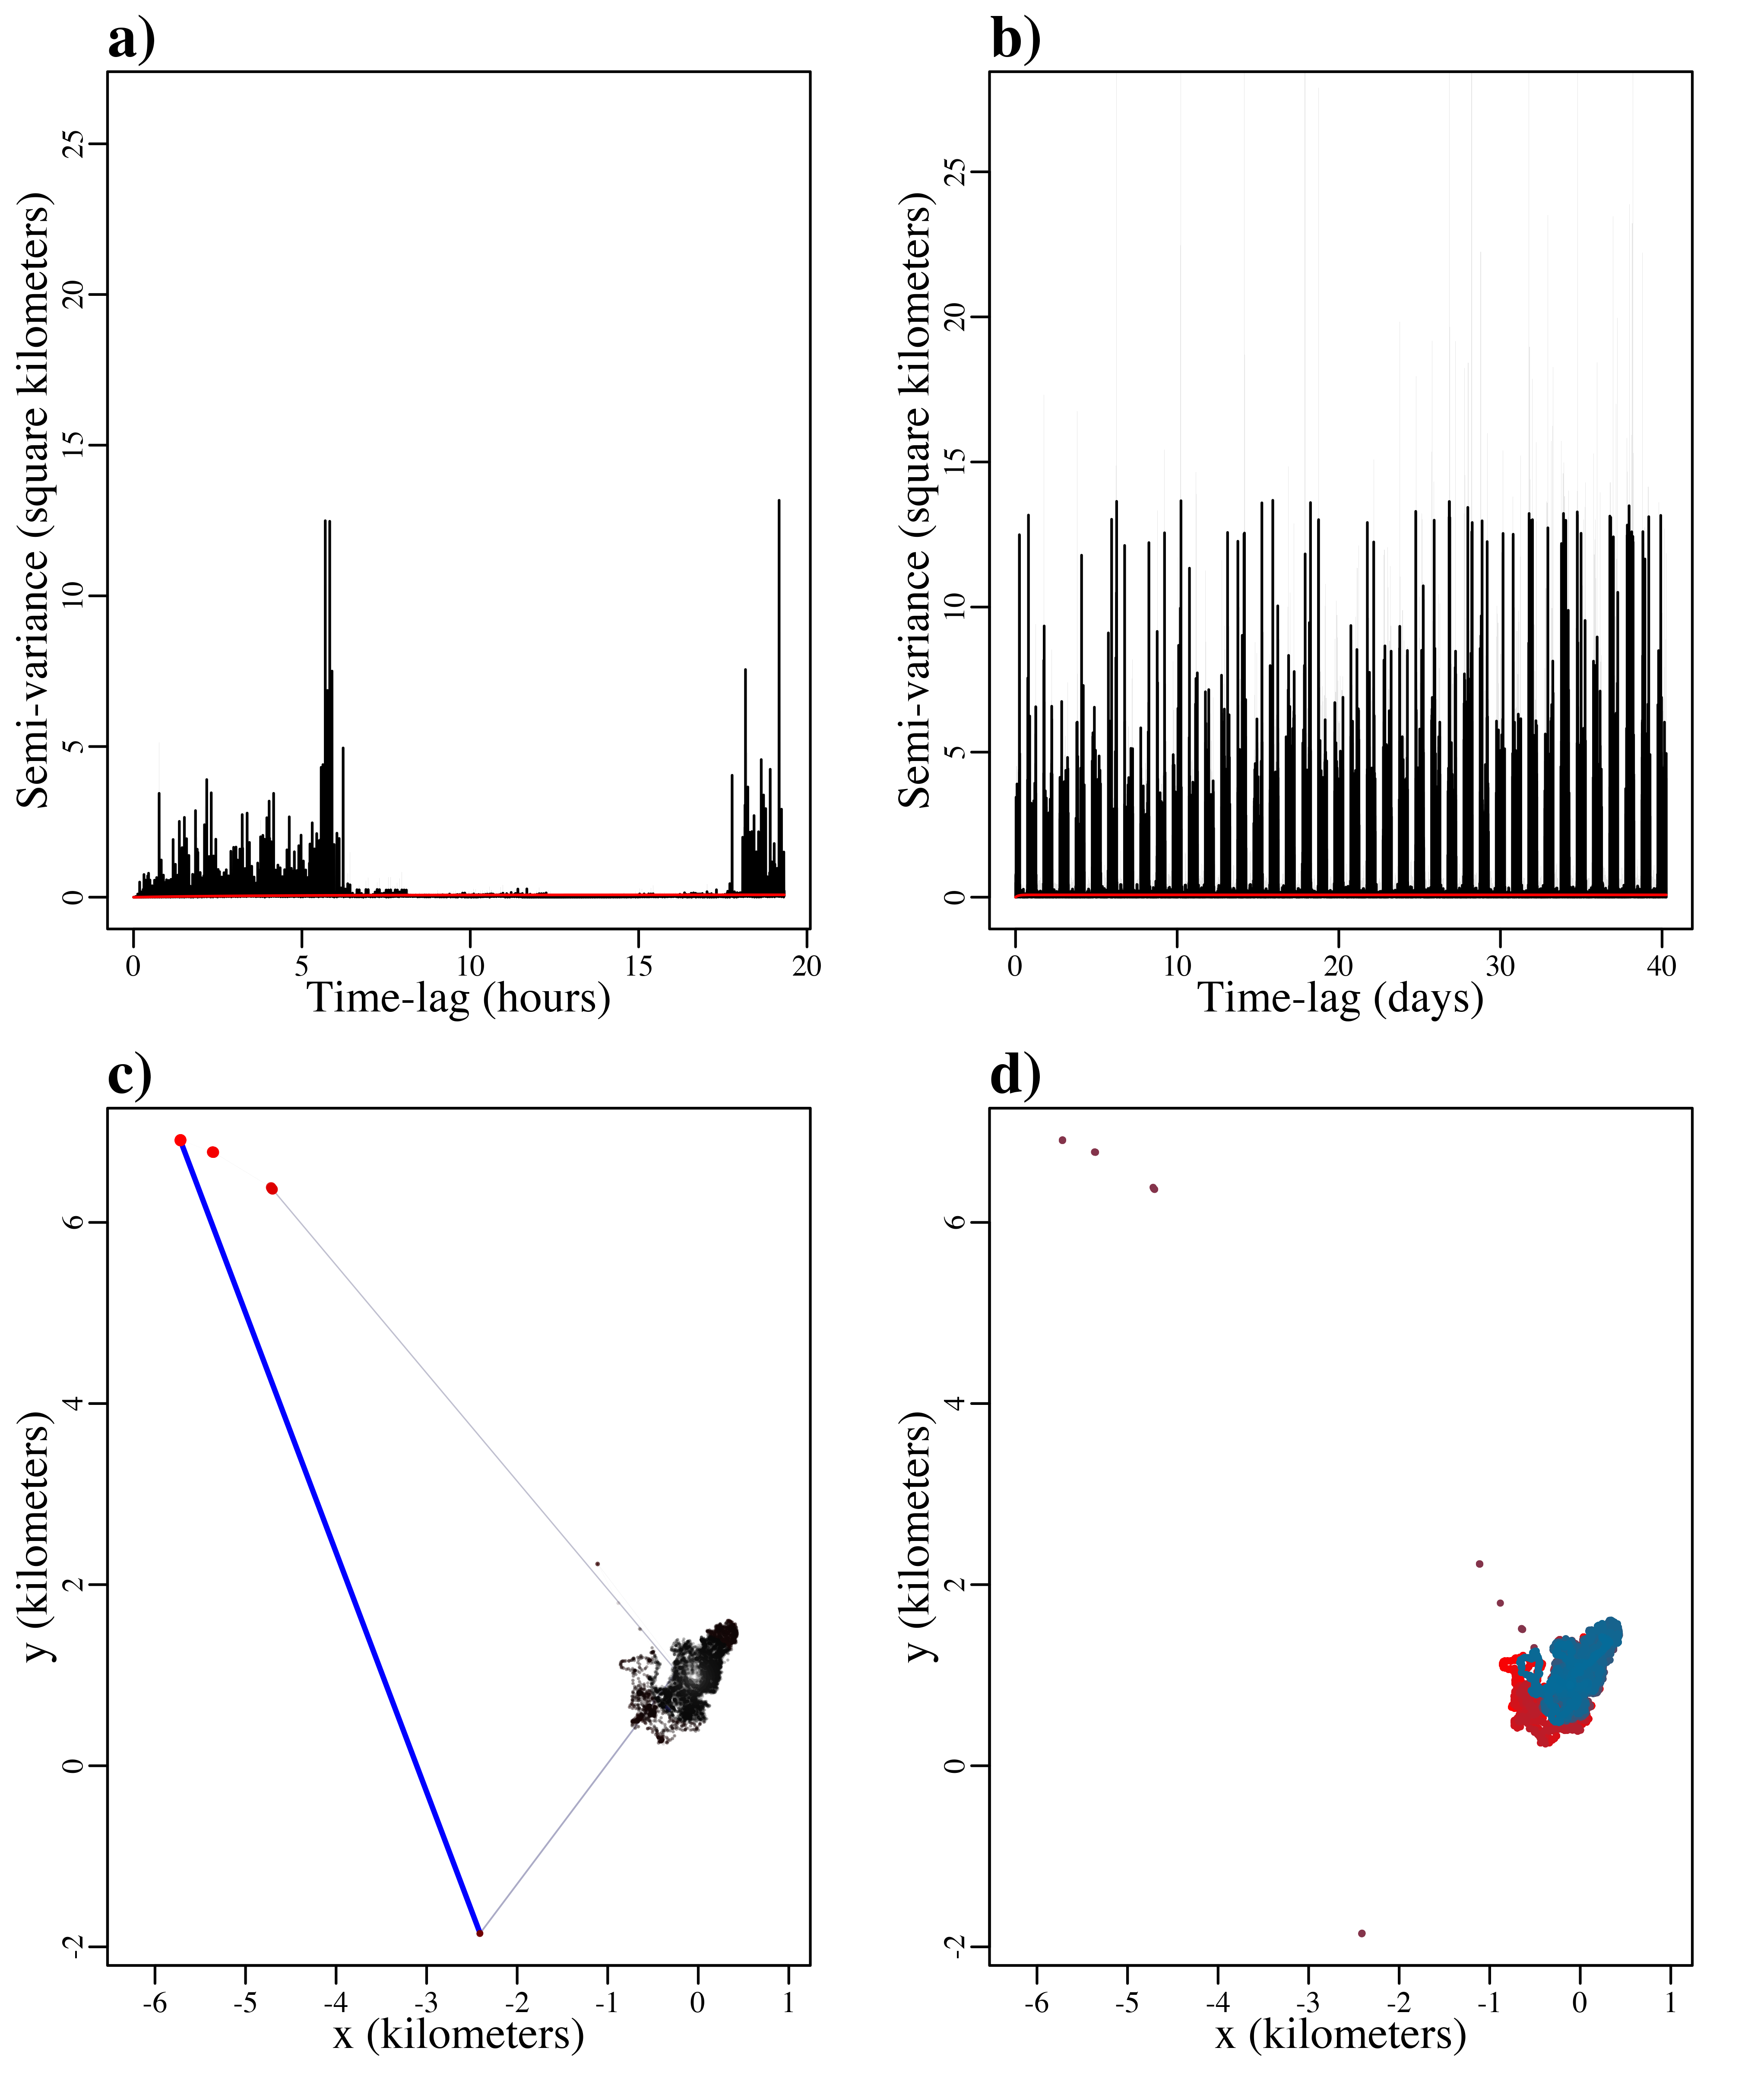 a)
Semi-variance (square kilometers)
0 5 10 15 20 25
0 5 10 15 20
Time-lag (hours)
b)
Semi-variance (square kilometers)
0 5 10 15 20 25
0 10 20 30 40
Time-lag (days)
c)
y (kilometers)
-2 0 2 4 6
-6 -5 -4 -3 -2 -1 0 1
x (kilometers)
d)
y (kilometers)
-2 0 2 4 6
-6 -5 -4 -3 -2 -1 0 1
x (kilometers)